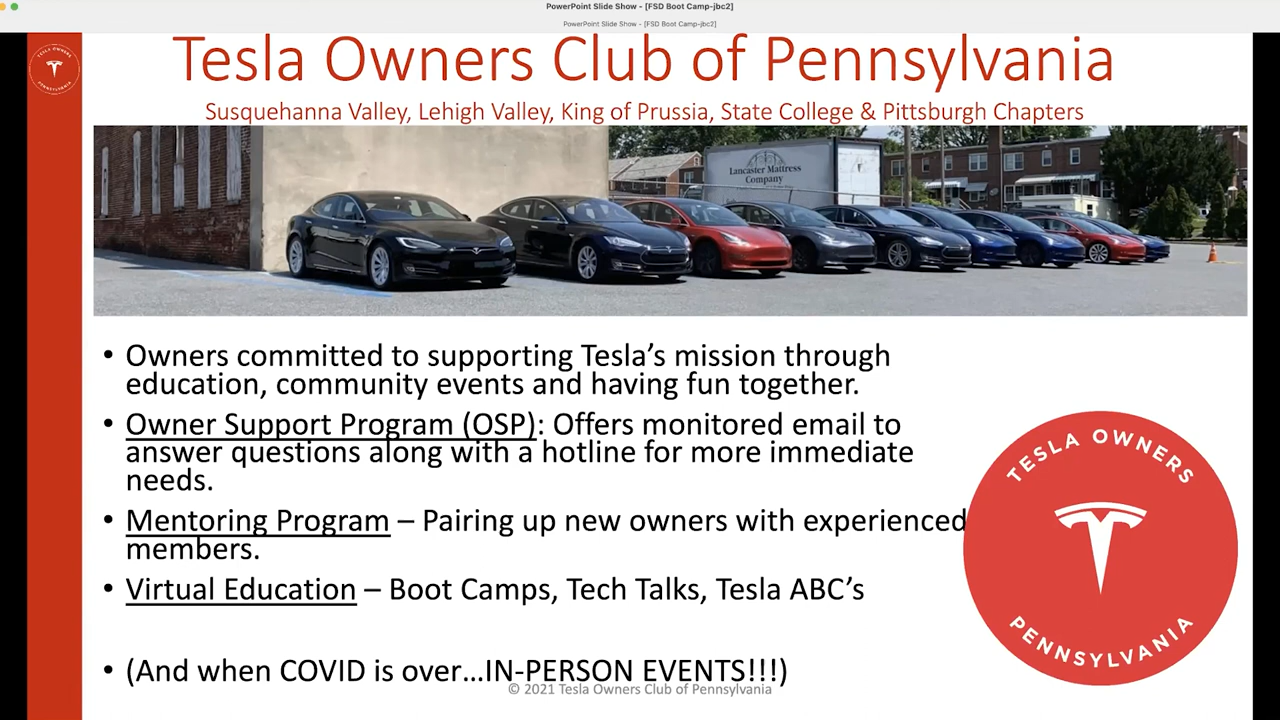 PowerPoint Slide Show - [FSD Boot Camp-jbc2]
PowerPoint Slide Show - [FSD Boot Camp-jbc2]
TESLA OWNERS
PENNSYLVANIA
Tesla Owners Club of Pennsylvania
Susquehanna Valley, Lehigh Valley, King of Prussia, State College & Pittsburgh Chapters
Lancaster Mattress
Company
• Owners committed to supporting Tesla's mission through
education, community events and having fun together.
• Owner Support Program (OSP): Offers monitored email to
answer questions along with a hotline for more immediate
needs.
• Mentoring Program – Pairing up new owners with experienced
members.
• Virtual Education – Boot Camps, Tech Talks, Tesla ABC's
• (And when COVID is over...IN-PERSON EVENTS!!!)
TESLA OWNERS
PENNSYLVANIA
© 2021 Tesla Owners Club of Pennsylvania